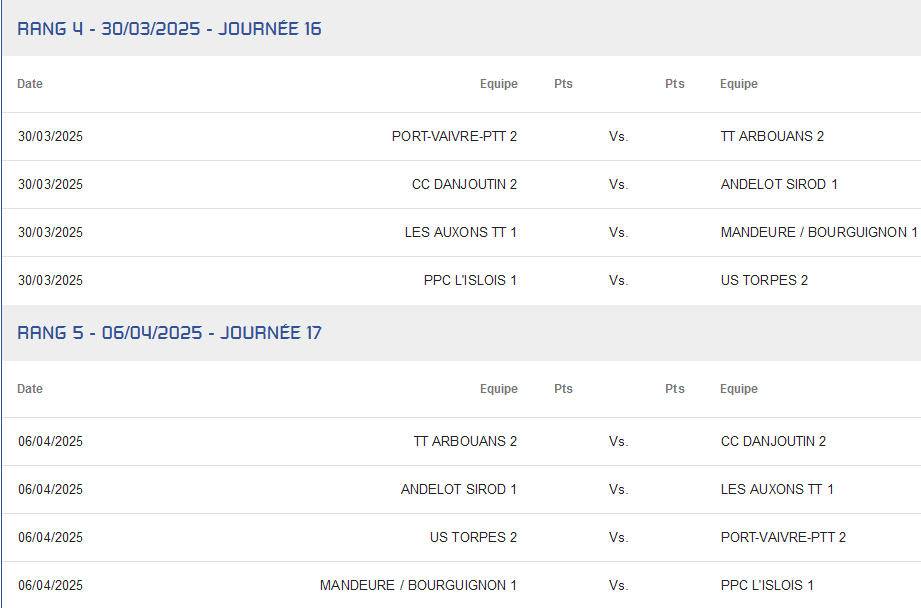 RANG 4 - 30/03/2025 - JOURNÉE 16
Date Equipe Pts Pts Equipe
30/03/2025 PORT-VAIVRE-PTT 2 Vs. TT ARBOUANS 2
30/03/2025 CC DANJOUTIN 2 Vs. ANDELOT SIROD 1
30/03/2025 LES AUXONS TT 1 Vs. MANDEURE / BOURGUIGNON 1
30/03/2025 PPC L'ISLOIS 1 Vs. US TORPES 2
RANG 5 - 06/04/2025 - JOURNÉE 17
Date Equipe Pts Pts Equipe
06/04/2025 TT ARBOUANS 2 Vs. CC DANJOUTIN 2
06/04/2025 ANDELOT SIROD 1 Vs. LES AUXONS TT 1
06/04/2025 US TORPES 2 Vs. PORT-VAIVRE-PTT 2
06/04/2025 MANDEURE / BOURGUIGNON 1 Vs. PPC L'ISLOIS 1